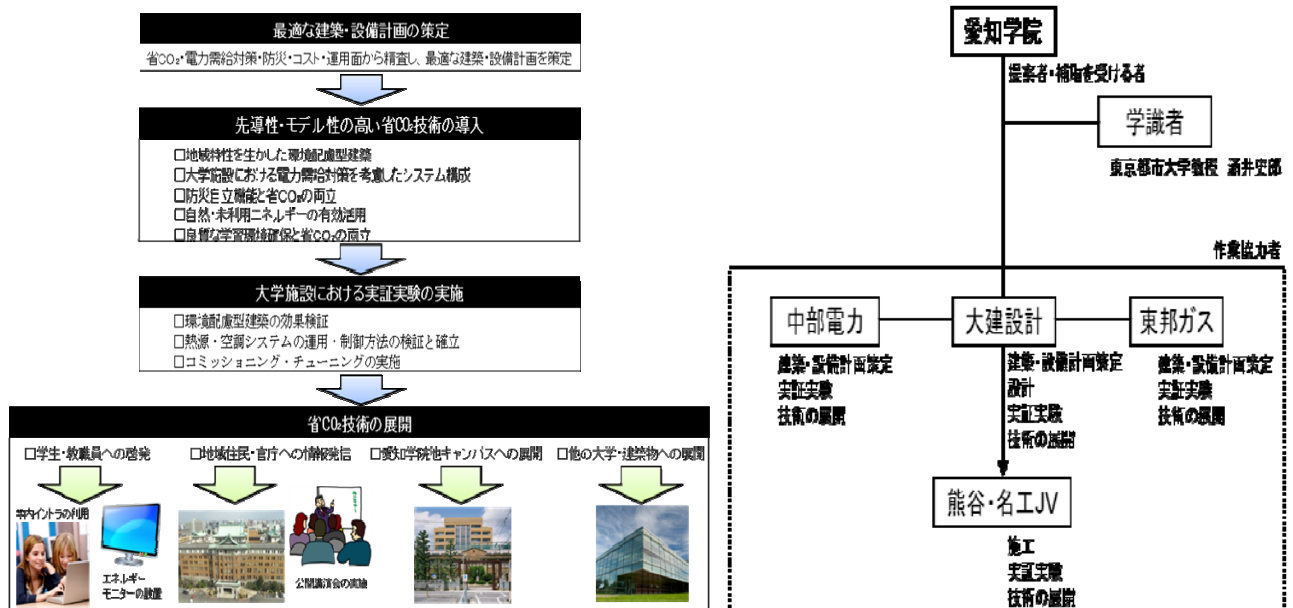 最適な建築・設備計画の策定
省CO₂・電力需給対策・防災・コスト・運用面から精査し、最適な建築・設備計画を策定
先導性・モデル性の高い省CO₂技術の導入
□地域特性を生かした環境配慮型建築
□大学施設における電力需給対策を考慮したシステム構成
□防災自立機能と省CO₂の両立
□自然・未利用エネルギーの有効活用
□良質な学習環境確保と省CO₂の両立
大学施設における実証実験の実施
□環境配慮型建築の効果検証
□熱源・空調システムの運用・制御方法の検証と確立
□コミッショニング・チューニングの実施
省CO₂技術の展開
□学生・教職員への啓発
□地域住民・官庁への情報発信
□愛知学院他キャンパスへの展開
□他の大学・建築物への展開
学内イントラの利用
エネルギー
モニターの設置
公開講演会の実施
愛知学院
提案者・補助を受ける者
学識者
東京都市大学教授
作業協力者
中部電力
建築・設備計画策定
実証実験
技術の展開
大建設計
建築・設備計画策定
設計
実証実験
技術の展開
東邦ガス
建築・設備計画策定
実証実験
技術の展開
熊谷・名工JV
施工
実証実験
技術の展開